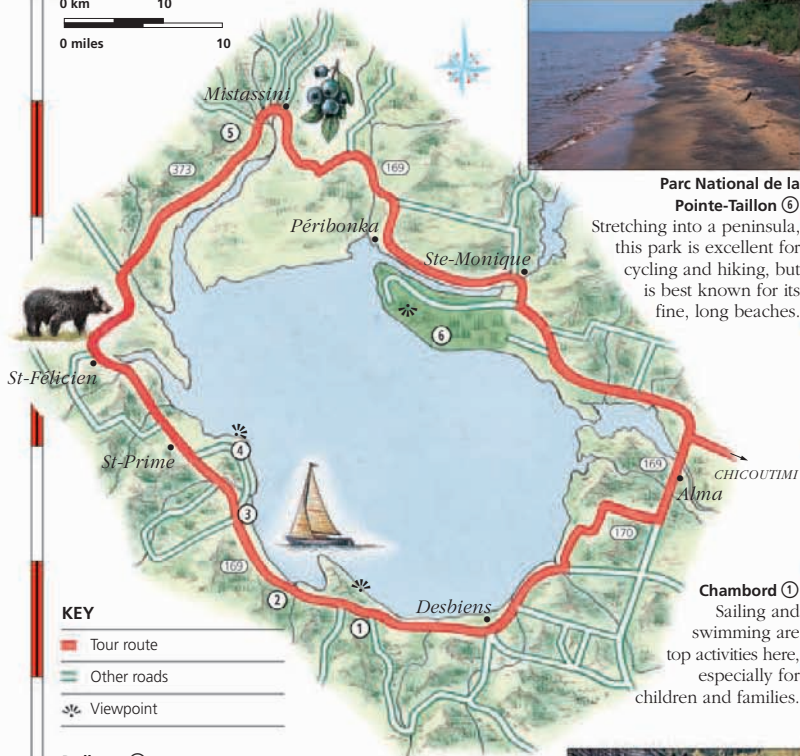 0 km 10
0 miles 10
Mistassini
5
373
169
Péribonka
Ste-Monique
6
St-Félicien
4
St-Prime
3
169
2
1
Desbiens
169
CHICOUTIMI
Alma
170
Parc National de la
Pointe-Taillon ⑥
Stretching into a peninsula,
this park is excellent for
cycling and hiking, but
is best known for its
fine, long beaches.
Chambord ①
Sailing and
swimming are
top activities here,
especially for
children and families.
KEY
Tour route
Other roads
Viewpoint